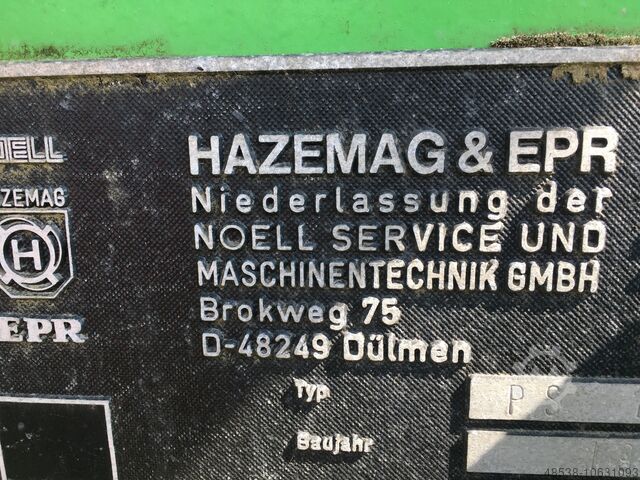 HAZEMAG & EPR
Niederlassung der
NOELL SERVICE UND
MASCHINENTECHNIK GMBH
Brokweg 75
D-48249 Dülmen
Typ PS
Baujahr
OELL
ZEMAG
H
EPR
48538-10631093